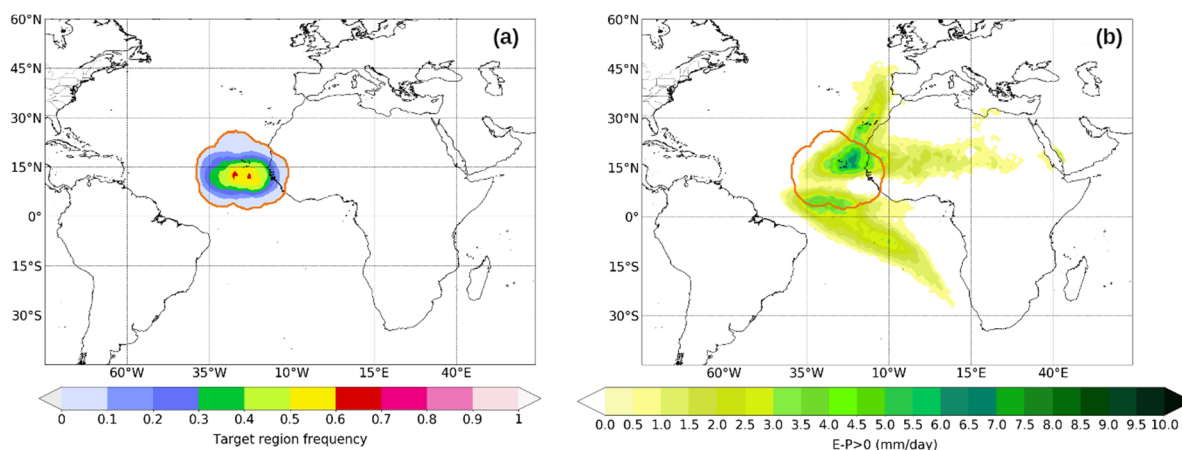 (a)
60°N
45°N
30°N
15°N
0°
15°S
30°S
60°W 35°W 10°W 15°E 40°E
0 0.1 0.2 0.3 0.4 0.5 0.6 0.7 0.8 0.9 1
Target region frequency
(b)
60°N
45°N
30°N
15°N
0°
15°S
30°S
60°W 35°W 10°W 15°E 40°E
0.0 0.5 1.0 1.5 2.0 2.5 3.0 3.5 4.0 4.5 5.0 5.5 6.0 6.5 7.0 7.5 8.0 8.5 9.0 9.5 10.0
E-P>0 (mm/day)